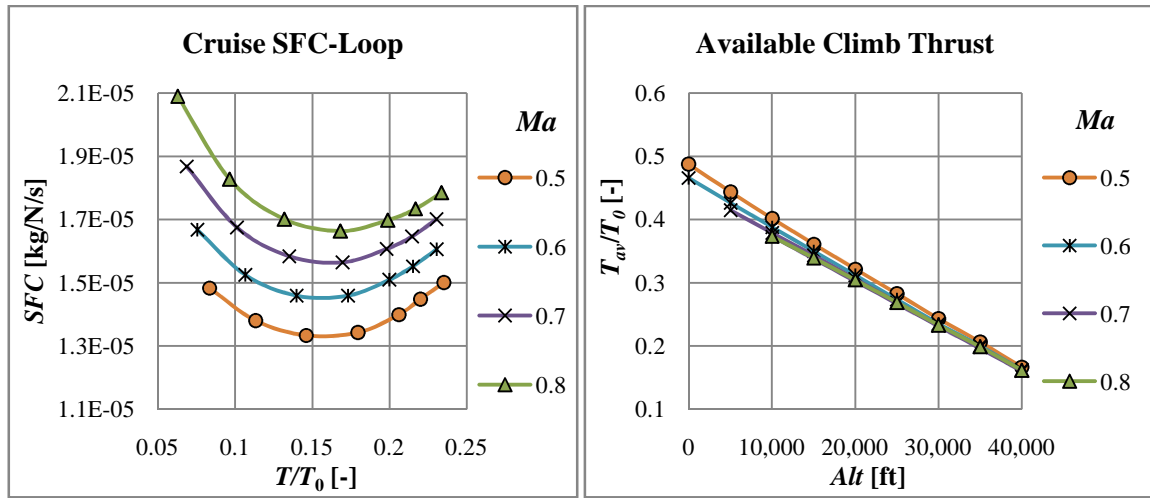 Cruise SFC-Loop
SFC [kg/N/s]
2.1E-05
1.9E-05
1.7E-05
1.5E-05
1.3E-05
1.1E-05
0.05 0.1 0.15 0.2 0.25
T/T0 [-]
Ma
0.5
0.6
0.7
0.8
Available Climb Thrust
Tav/T0 [-]
0.6
0.5
0.4
0.3
0.2
0.1
0 10,000 20,000 30,000 40,000
Alt [ft]
Ma
0.5
0.6
0.7
0.8